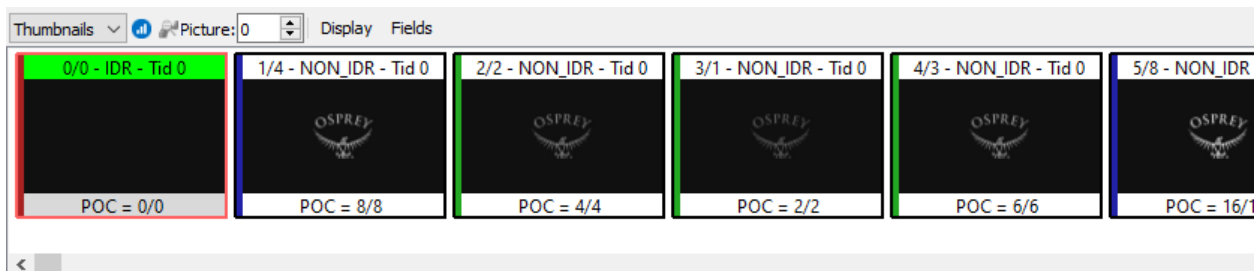 Thumbnails Picture: 0 Display Fields
0/0 - IDR - Tid 0
1/4 - NON_IDR - Tid 0
2/2 - NON_IDR - Tid 0
3/1 - NON_IDR - Tid 0
4/3 - NON_IDR - Tid 0
5/8 - NON_IDR
OSPREY
OSPREY
OSPREY
OSPREY
OSPREY
POC = 0/0
POC = 8/8
POC = 4/4
POC = 2/2
POC = 6/6
POC = 16/1